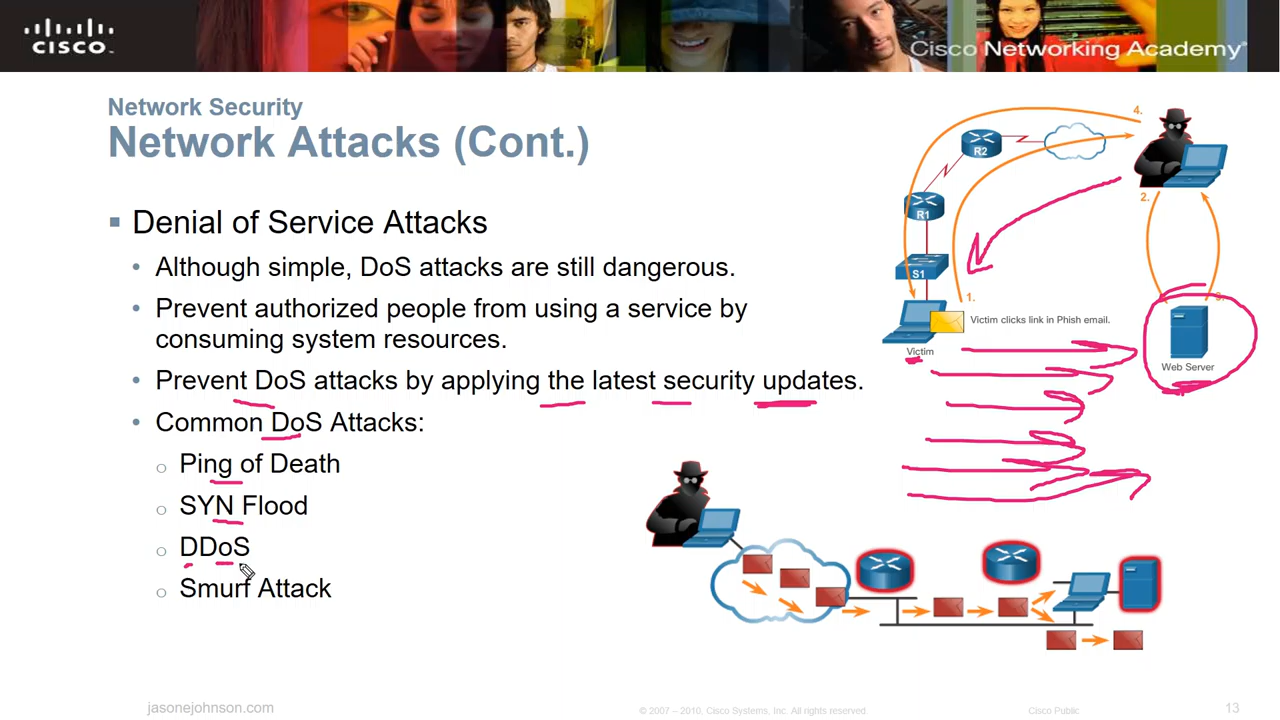 CISCO
Cisco Networking Academy
Network Security
Network Attacks (Cont.)
Denial of Service Attacks
Although simple, DoS attacks are still dangerous.
Prevent authorized people from using a service by
consuming system resources.
Prevent DoS attacks by applying the latest security updates.
Common DoS Attacks:
Ping of Death
SYN Flood
DDoS
Smurf Attack
4.
R2
2.
R1
S1
1.
3.
Victim clicks link in Phish email.
Victim
Web Server
jasonejohnson.com
© 2007 – 2010, Cisco Systems, Inc. All rights reserved.
Cisco Public
13